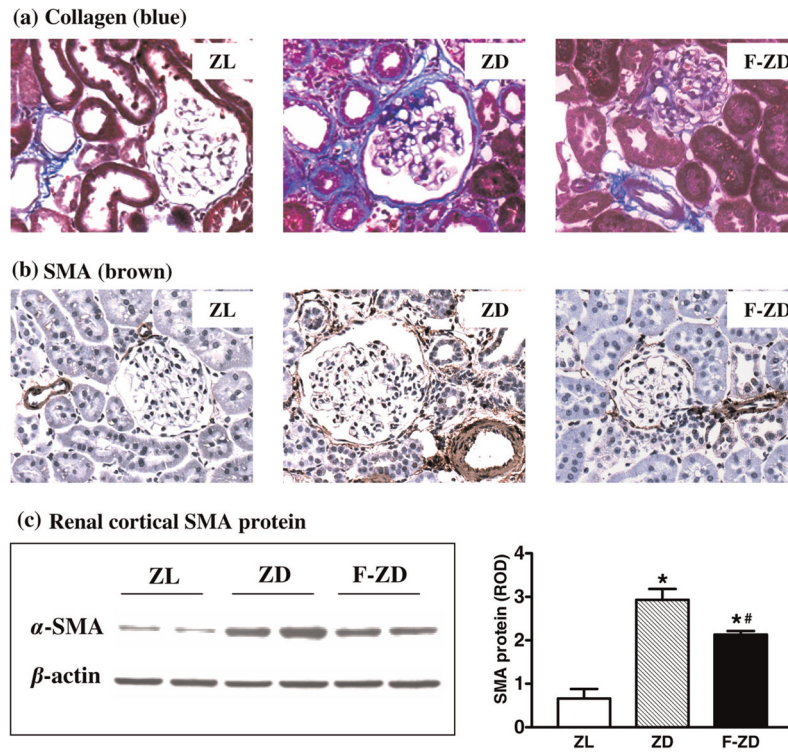 (a) Collagen (blue)
ZL
ZD
F-ZD
(b) SMA (brown)
ZL
ZD
F-ZD
(c) Renal cortical SMA protein
ZL ZD F-ZD
α-SMA
β-actin
SMA protein (ROD)
4
3
2
1
0
*
* #
ZL ZD F-ZD